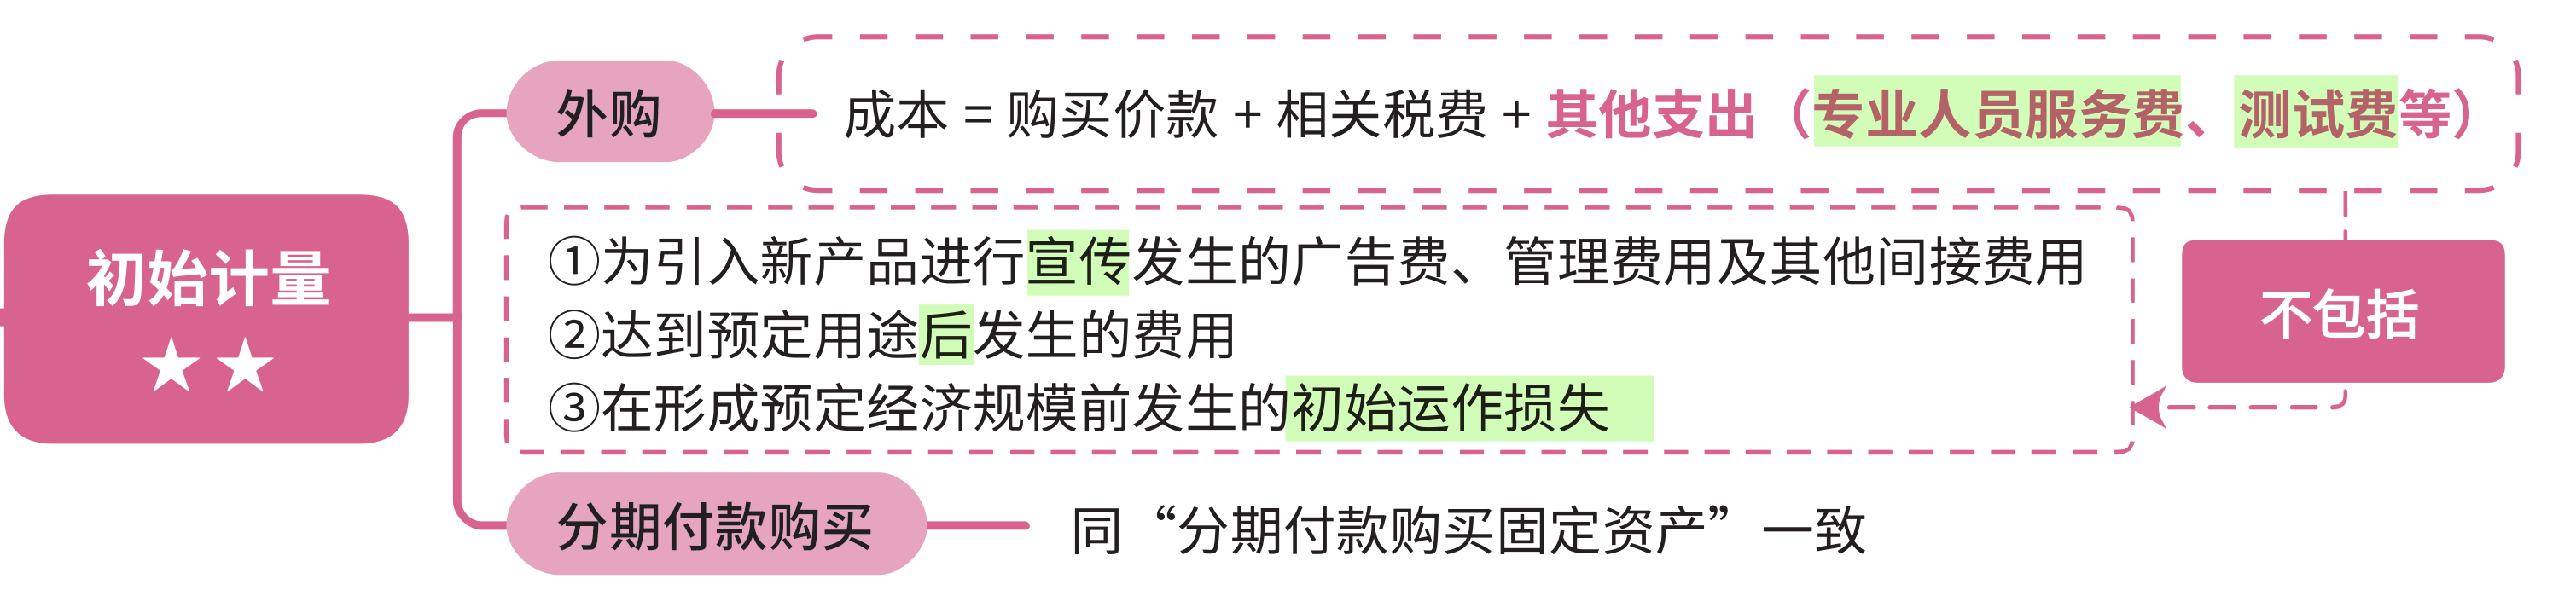 初始计量
★★
外购
成本 = 购买价款 + 相关税费 + 其他支出（专业人员服务费、测试费等）
不包括
①为引入新产品进行宣传发生的广告费、管理费用及其他间接费用
②达到预定用途后发生的费用
③在形成预定经济规模前发生的初始运作损失
分期付款购买
同“分期付款购买固定资产”一致